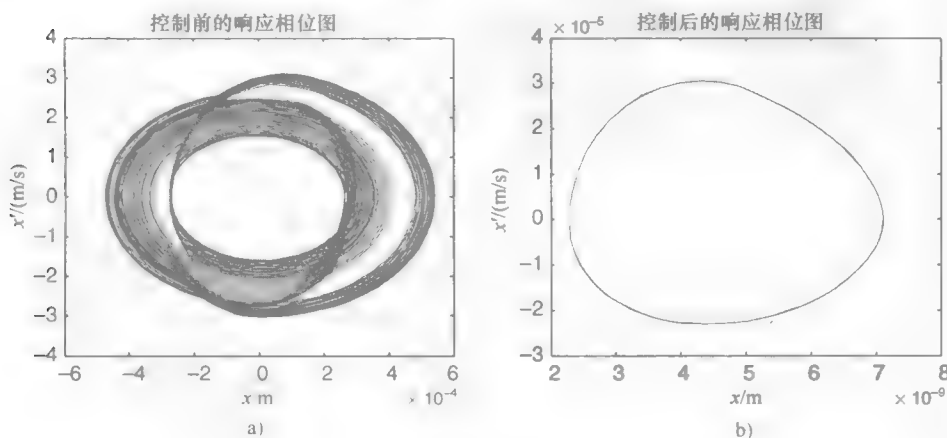 控制前的响应相位图
4
3
2
1
0
−1
−2
−3
−4
x'/(m/s)
−6 −4 −2 0 2 4 6
x m
× 10⁻⁴
a)
控制后的响应相位图
× 10⁻⁵
4
3
2
1
0
−1
−2
−3
x'/(m/s)
2 3 4 5 6 7 8
x/m
× 10⁻⁹
b)